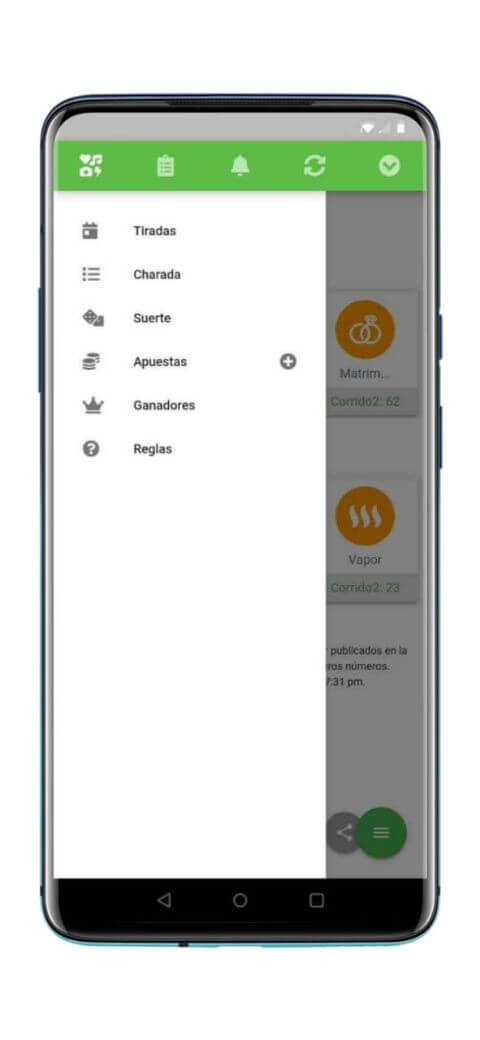 Tiradas
Charada
Suerte
Apuestas
Ganadores
Reglas
Matrim...
Corrido2: 62
Vapor
Corrido2: 23
publicados en la
números.
7:31 pm.